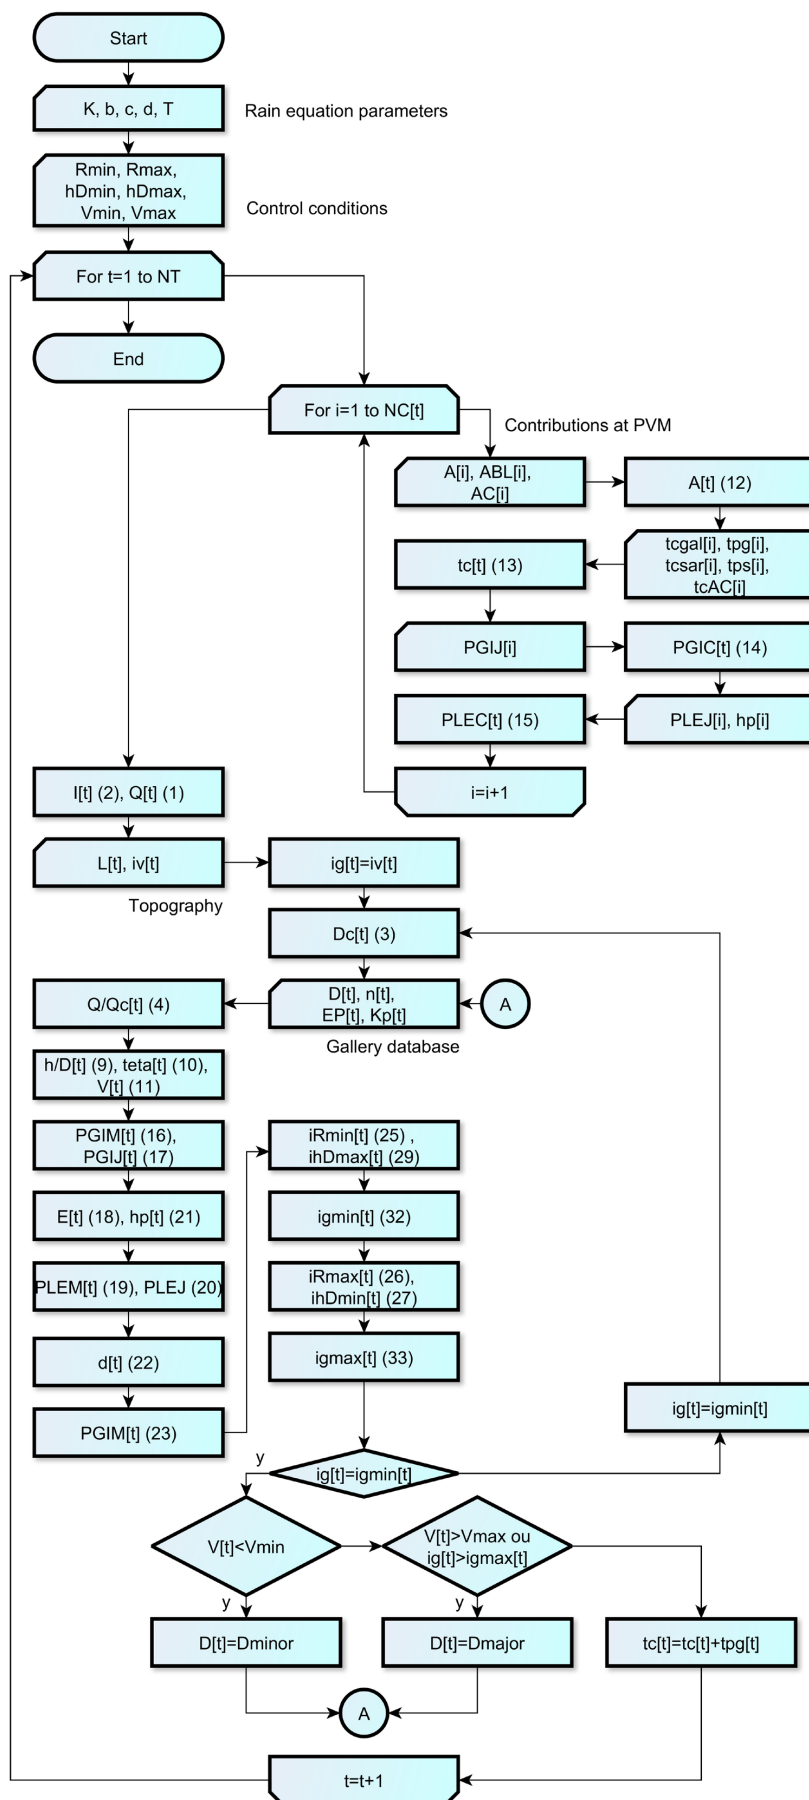 Start
K, b, c, d, T
Rain equation parameters
Rmin, Rmax,
hDmin, hDmax,
Vmin, Vmax
Control conditions
For t=1 to NT
End
For i=1 to NC[t]
Contributions at PVM
A[i], ABL[i],
AC[i]
A[t] (12)
tcgal[i], tpg[i],
tcsar[i], tps[i],
tcAC[i]
tc[t] (13)
PGIJ[i]
PGIC[t] (14)
PLEJ[i], hp[i]
PLEC[t] (15)
i=i+1
I[t] (2), Q[t] (1)
L[t], iv[t]
Topography
ig[t]=iv[t]
Dc[t] (3)
D[t], n[t],
EP[t], Kp[t]
A
Gallery database
Q/Qc[t] (4)
h/D[t] (9), teta[t] (10),
V[t] (11)
PGIM[t] (16),
PGIJ[t] (17)
E[t] (18), hp[t] (21)
PLEM[t] (19), PLEJ (20)
d[t] (22)
PGIM[t] (23)
iRmin[t] (25) ,
ihDmax[t] (29)
igmin[t] (32)
iRmax[t] (26),
ihDmin[t] (27)
igmax[t] (33)
ig[t]=igmin[t]
y
ig[t]=igmin[t]
V[t]<Vmin
V[t]>Vmax ou
ig[t]>igmax[t]
y
y
D[t]=Dminor
D[t]=Dmajor
tc[t]=tc[t]+tpg[t]
A
t=t+1